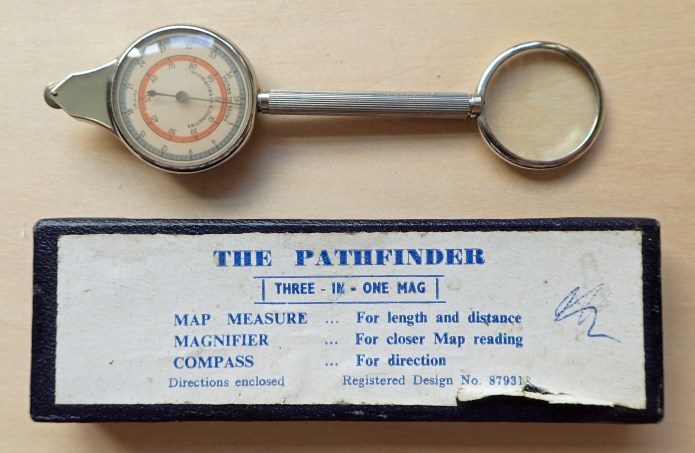 THE PATHFINDER
THREE - IN - ONE MAG
MAP MEASURE ... For length and distance
MAGNIFIER ... For closer Map reading
COMPASS ... For direction
Directions enclosed Registered Design No. 879318